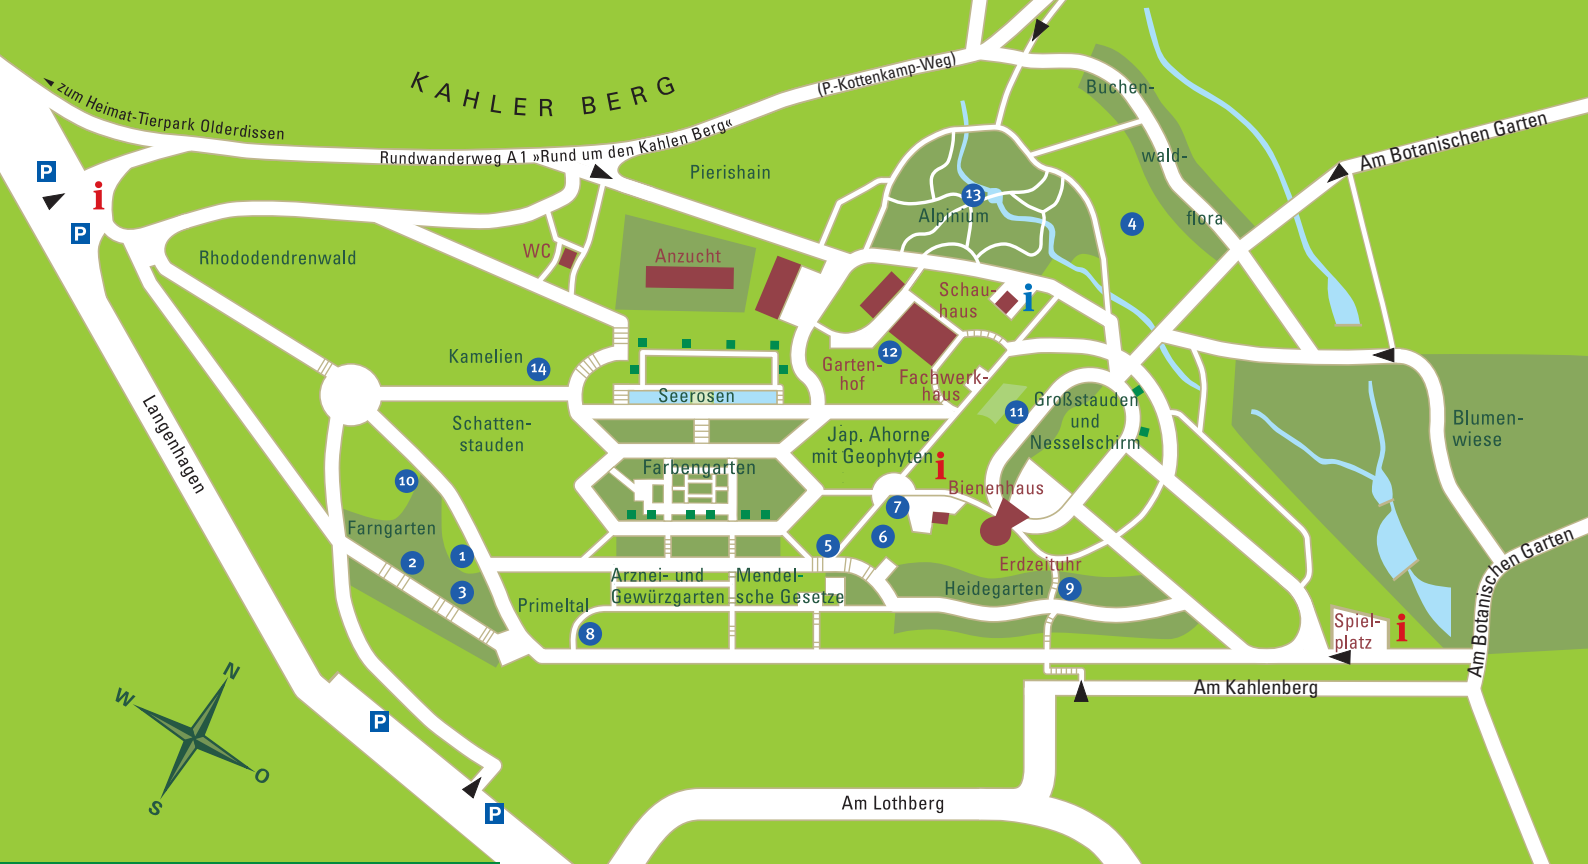 KAHLER BERG
(P.-Kottenkamp-Weg)
zum Heimat-Tierpark Olderdissen
Rundwanderweg A1 »Rund um den Kahlen Berg«
Buchen-
wald-
flora
Am Botanischen Garten
P
i
P
Pierishain
13
Alpinium
4
Rhododendrenwald
WC
Anzucht
Schau-
haus
i
Kamelien
14
12
Garten-
hof
Fachwerk-
haus
Seerosen
11
Großstauden
und
Nesselschirm
Blumen-
wiese
Langenhagen
Schatten-
stauden
Jap. Ahorne
mit Geophyten
i
Farbengarten
10
Bienenhaus
7
Farngarten
6
5
1
2
3
Erdzeituhr
Arznei- und
Gewürzgarten
Mendel-
sche Gesetze
Heidegarten
9
Am Botanischen Garten
Primeltal
8
Spiel-
platz
i
N
W
O
S
P
Am Kahlenberg
P
Am Lothberg